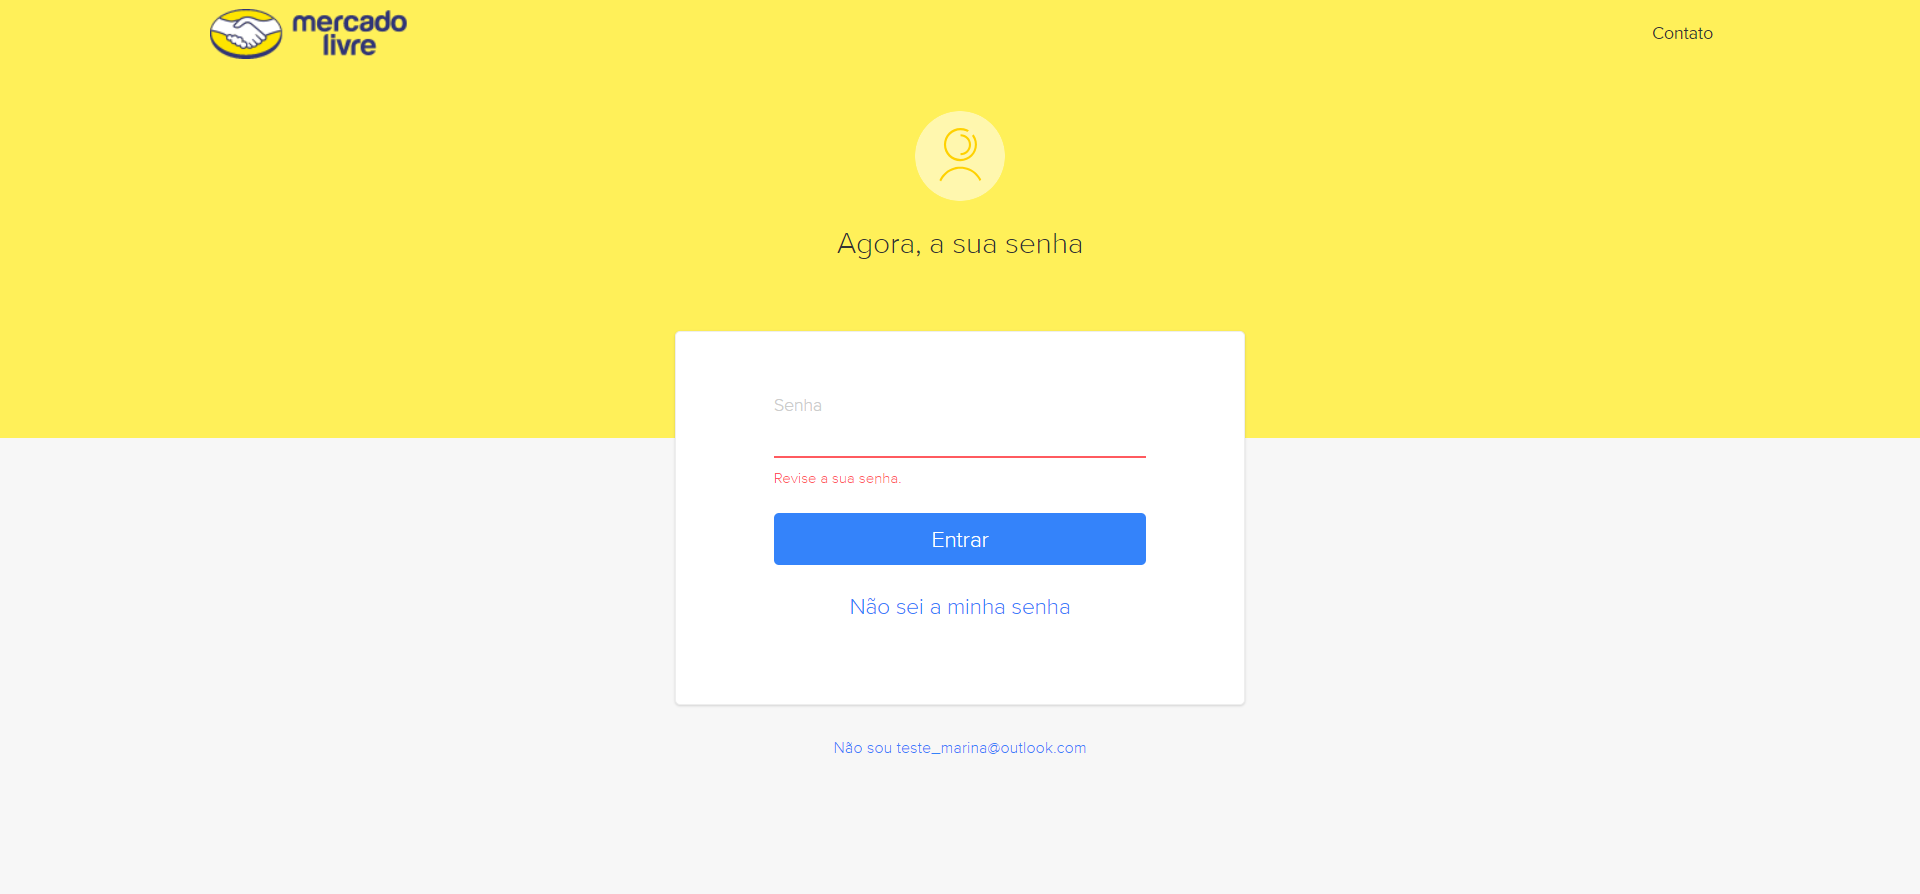 mercado
livre
Contato
Agora, a sua senha
Senha
Revise a sua senha.
Entrar
Não sei a minha senha
Não sou teste_marina@outlook.com